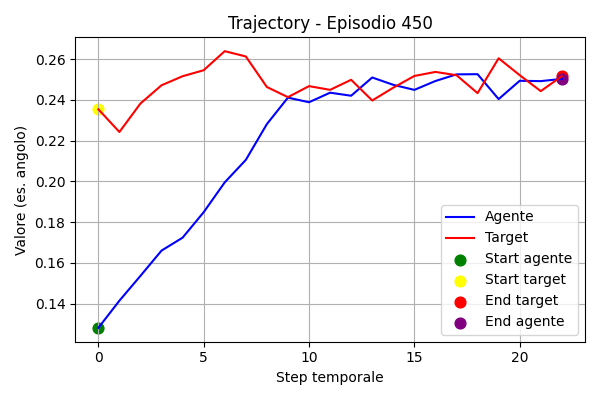 Trajectory - Episodio 450
Valore (es. angolo)
0.26
0.24
0.22
0.20
0.18
0.16
0.14
0
5
10
15
20
Step temporale
Agente
Target
Start agente
Start target
End target
End agente